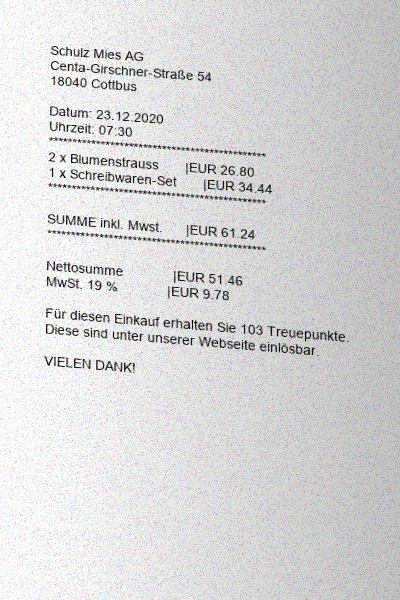 Schulz Mies AG
Centa-Girschner-Straße 54
18040 Cottbus
Datum: 23.12.2020
Uhrzeit: 07:30
********************************************
2 x Blumenstrauss |EUR 26.80
1 x Schreibwaren-Set |EUR 34.44
********************************************
SUMME inkl. Mwst. |EUR 61.24
********************************************
Nettosumme |EUR 51.46
MwSt. 19 % |EUR 9.78
Für diesen Einkauf erhalten Sie 103 Treuepunkte.
Diese sind unter unserer Webseite einlösbar.
VIELEN DANK!